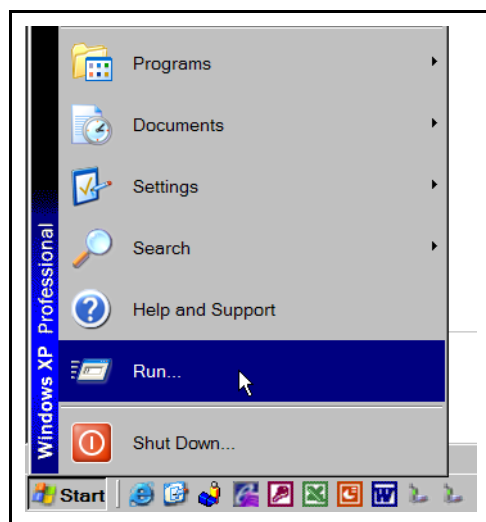 Programs
Documents
Settings
Search
Help and Support
Run...
Shut Down...
Windows XP Professional
Start